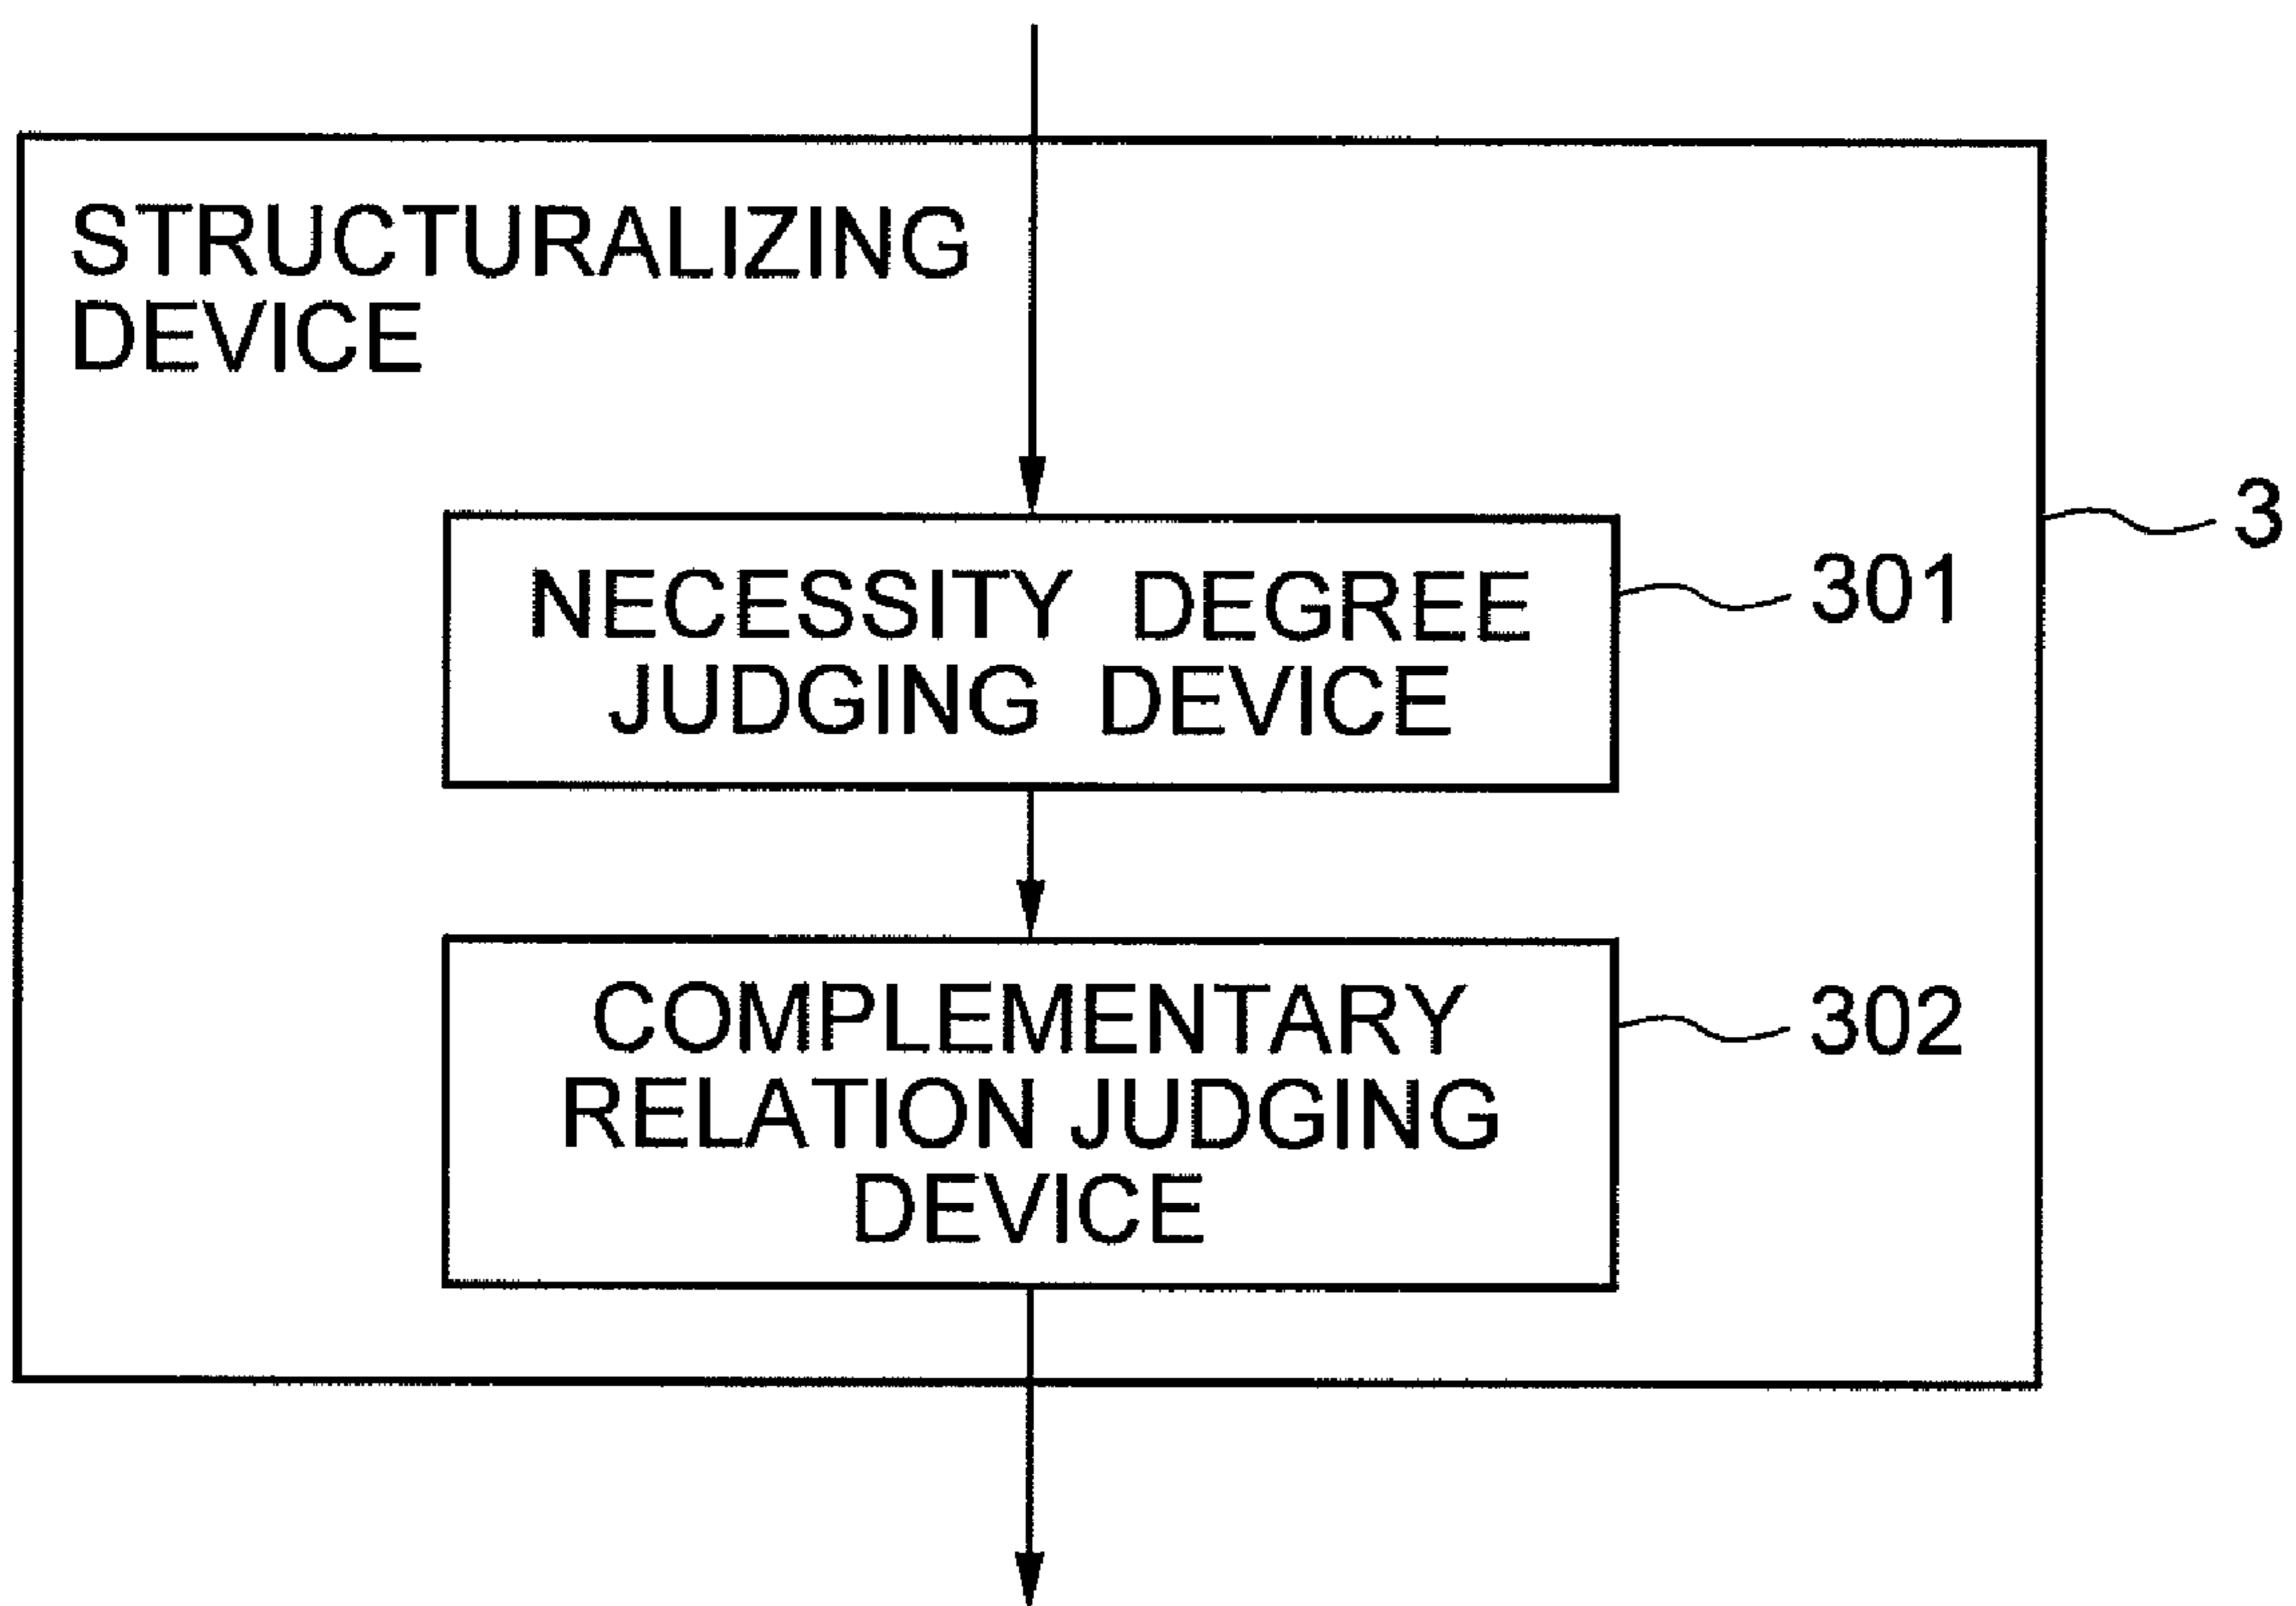 STRUCTURALIZING
DEVICE
3
NECESSITY DEGREE
JUDGING DEVICE
301
COMPLEMENTARY
RELATION JUDGING
DEVICE
302